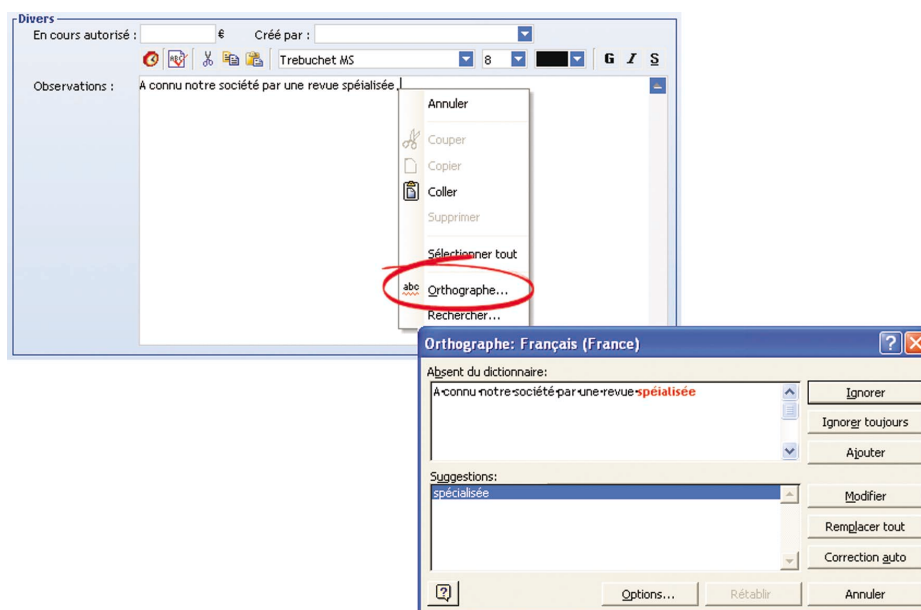 Divers
En cours autorisé : € Créé par :
ABC Trebuchet MS 8 G I S
Observations : A connu notre société par une revue spéialisée ,
Annuler
Couper
Copier
Coller
Supprimer
Sélectionner tout
abc Orthographe...
Rechercher...
Orthographe: Français (France) ?
Absent du dictionnaire:
A connu notre société par une revue spéialisée
Ignorer
Ignorer toujours
Ajouter
Suggestions:
spécialisée
Modifier
Remplacer tout
Correction auto
? Options... Rétablir Annuler